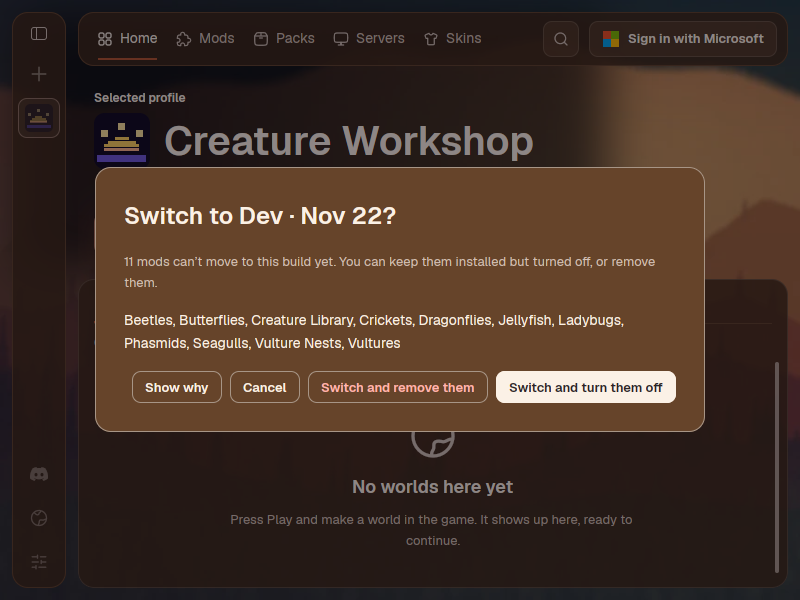 Home
Mods
Packs
Servers
Skins
Sign in with Microsoft
Selected profile
Creature Workshop
Switch to Dev · Nov 22?
11 mods can't move to this build yet. You can keep them installed but turned off, or remove
them.
Beetles, Butterflies, Creature Library, Crickets, Dragonflies, Jellyfish, Ladybugs,
Phasmids, Seagulls, Vulture Nests, Vultures
Show why
Cancel
Switch and remove them
Switch and turn them off
No worlds here yet
Press Play and make a world in the game. It shows up here, ready to
continue.